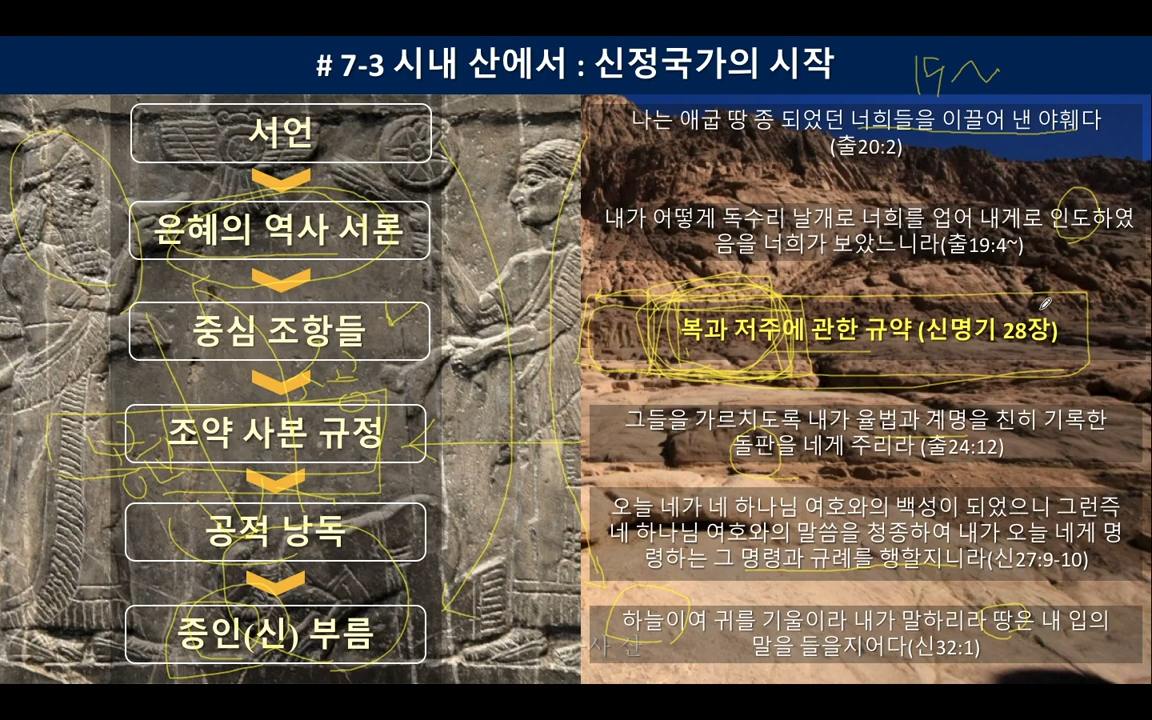 # 7-3 시내 산에서 : 신정국가의 시작
서언
은혜의 역사 서론
중심 조항들
조약 사본 규정
공적 낭독
증인(신) 부름
나는 애굽 땅 종 되었던 너희들을 이끌어 낸 야훼다
(출20:2)
내가 어떻게 독수리 날개로 너희를 업어 내게로 인도하였
음을 너희가 보았느니라(출19:4~)
복과 저주에 관한 규약 (신명기 28장)
그들을 가르치도록 내가 율법과 계명을 친히 기록한
돌판을 네게 주리라 (출24:12)
오늘 네가 네 하나님 여호와의 백성이 되었으니 그런즉
네 하나님 여호와의 말씀을 청종하여 내가 오늘 네게 명
령하는 그 명령과 규례를 행할지니라(신27:9-10)
하늘이여 귀를 기울이라 내가 말하리라 땅은 내 입의
말을 들을지어다(신32:1)